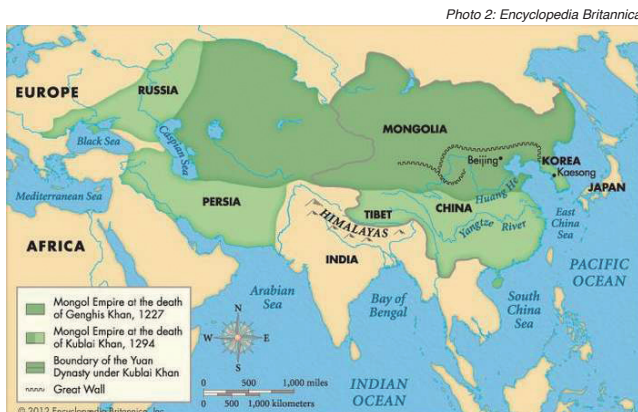 Photo 2: Encyclopedia Britannica
EUROPE
RUSSIA
MONGOLIA
Black Sea
Caspian Sea
Beijing
KOREA
Kaesong
Huang He
Mediterranean Sea
JAPAN
PERSIA
CHINA
TIBET
HIMALAYAS
Yangtze River
East
China
Sea
AFRICA
INDIA
PACIFIC
OCEAN
Arabian
Sea
Bay of
Bengal
South
China
Sea
Mongol Empire at the death
of Genghis Khan, 1227
Mongol Empire at the death
of Kublai Khan, 1294
Boundary of the Yuan
Dynasty under Kublai Khan
Great Wall
N
W E
S
0 500 1,000 miles
0 500 1,000 kilometers
INDIAN
OCEAN
© 2012 Encyclopædia Britannica, Inc.